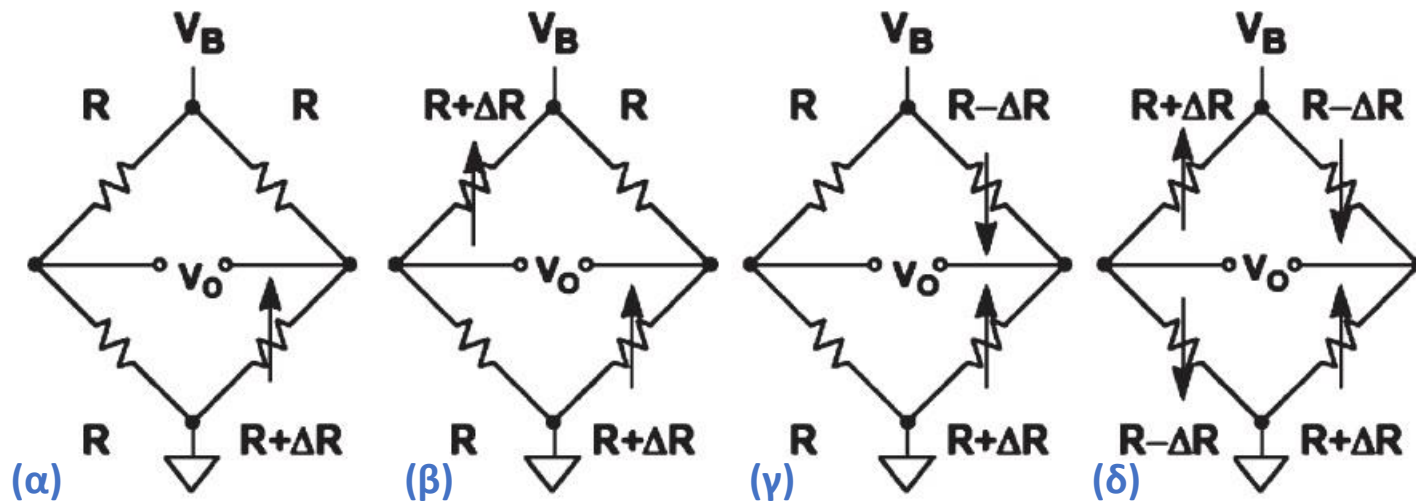 V_B V_B V_B V_B
R R R+ΔR R R R−ΔR R+ΔR R−ΔR
V_O V_O V_O V_O
R R+ΔR R R+ΔR R R+ΔR R−ΔR R+ΔR
(α) (β) (γ) (δ)